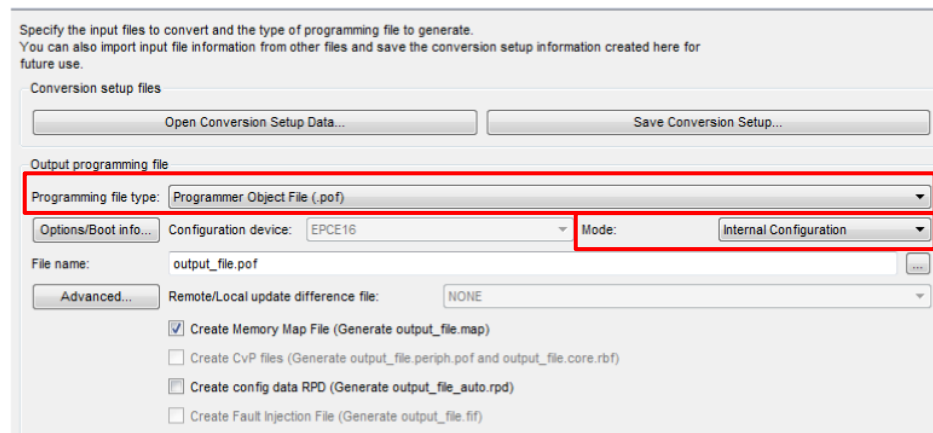 Specify the input files to convert and the type of programming file to generate.
You can also import input file information from other files and save the conversion setup information created here for
future use.
Conversion setup files
Open Conversion Setup Data... Save Conversion Setup...
Output programming file
Programming file type: Programmer Object File (.pof)
Options/Boot info... Configuration device: EPCE16 Mode: Internal Configuration
File name: output_file.pof ...
Advanced... Remote/Local update difference file: NONE
Create Memory Map File (Generate output_file.map)
Create CvP files (Generate output_file.periph.pof and output_file.core.rbf)
Create config data RPD (Generate output_file_auto.rpd)
Create Fault Injection File (Generate output_file.fif)